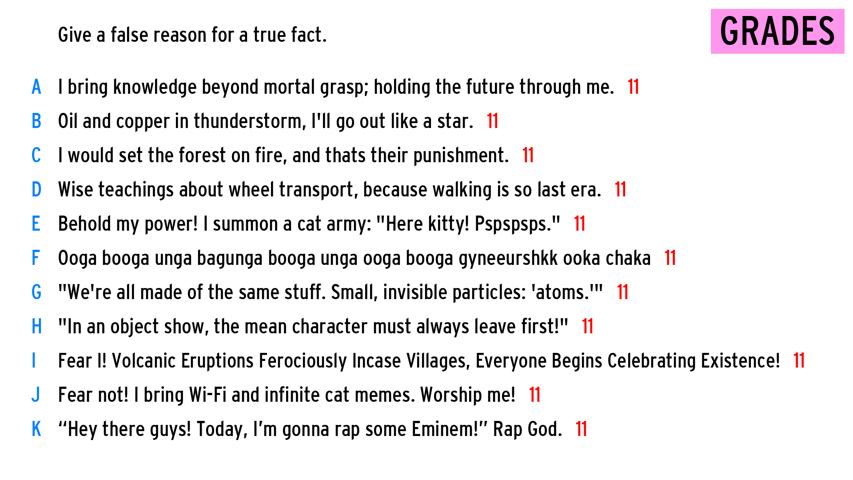 Give a false reason for a true fact.
GRADES
A I bring knowledge beyond mortal grasp; holding the future through me. 11
B Oil and copper in thunderstorm, I'll go out like a star. 11
C I would set the forest on fire, and thats their punishment. 11
D Wise teachings about wheel transport, because walking is so last era. 11
E Behold my power! I summon a cat army: "Here kitty! Pspspsps." 11
F Ooga booga unga bagunga booga unga ooga booga gyneeurshkk ooka chaka 11
G "We're all made of the same stuff. Small, invisible particles: 'atoms.'" 11
H "In an object show, the mean character must always leave first!" 11
I Fear I! Volcanic Eruptions Ferociously Incase Villages, Everyone Begins Celebrating Existence! 11
J Fear not! I bring Wi-Fi and infinite cat memes. Worship me! 11
K “Hey there guys! Today, I’m gonna rap some Eminem!” Rap God. 11